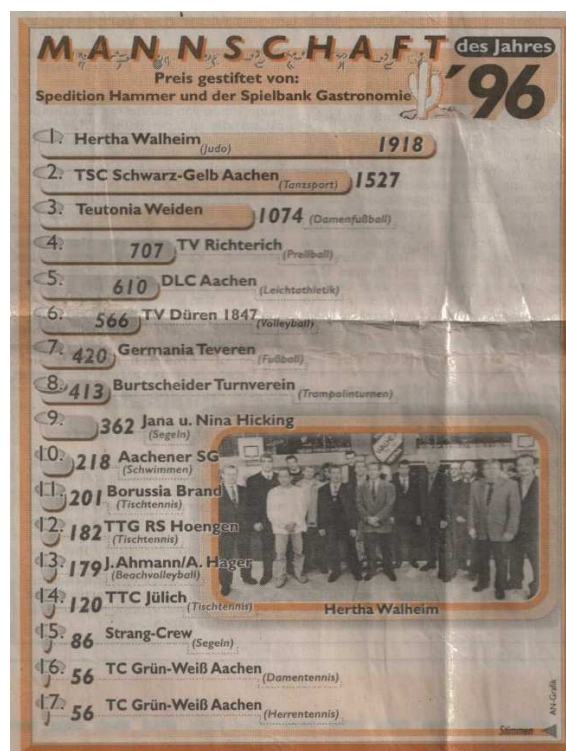 MANNSCHAFT des Jahres
Preis gestiftet von:
Spedition Hammer und der Spielbank Gastronomie
'96
1. Hertha Walheim (Judo) 1918
2. TSC Schwarz-Gelb Aachen (Tanzsport) 1527
3. Teutonia Weiden 1074 (Damenfußball)
4. 707 TV Richterich (Prellball)
5. 610 DLC Aachen (Leichtathletik)
6. 566 TV Düren 1847 (Volleyball)
7. 420 Germania Teveren (Fußball)
8. 413 Burtscheider Turnverein (Trampolinturnen)
9. 362 Jana u. Nina Hicking
(Segeln)
10. 218 Aachener SG
(Schwimmen)
11. 201 Borussia Brand
(Tischtennis)
12. 182 TTG RS Hoengen
(Tischtennis)
13. 179 J. Ahmann/A. Hager
(Beachvolleyball)
14. 120 TTC Jülich (Tischtennis)
Hertha Walheim
15. 86 Strang-Crew (Segeln)
16. 56 TC Grün-Weiß Aachen (Damentennis)
17. 56 TC Grün-Weiß Aachen (Herrentennis)
Stimmen
AN-Grafik